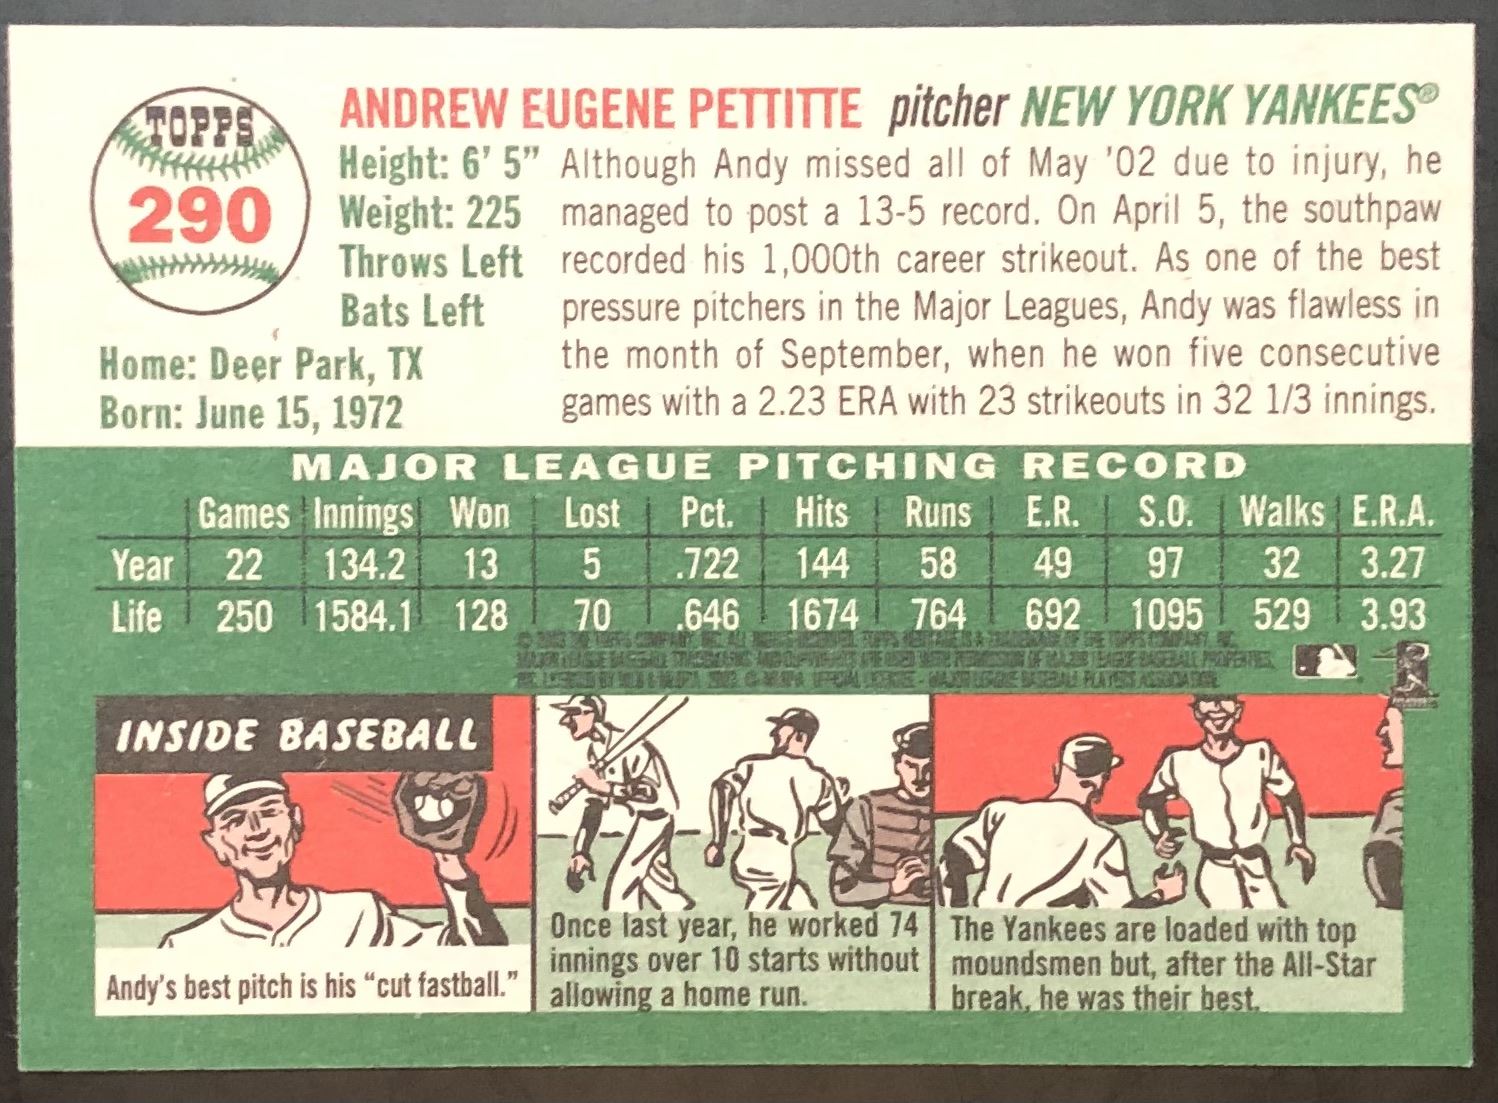 TOPPS
290
ANDREW EUGENE PETTITTE pitcher NEW YORK YANKEES®
Height: 6' 5"
Weight: 225
Throws Left
Bats Left
Home: Deer Park, TX
Born: June 15, 1972
Although Andy missed all of May '02 due to injury, he
managed to post a 13-5 record. On April 5, the southpaw
recorded his 1,000th career strikeout. As one of the best
pressure pitchers in the Major Leagues, Andy was flawless in
the month of September, when he won five consecutive
games with a 2.23 ERA with 23 strikeouts in 32 1/3 innings.
MAJOR LEAGUE PITCHING RECORD
Games Innings Won Lost Pct. Hits Runs E.R. S.O. Walks E.R.A.
Year 22 134.2 13 5 .722 144 58 49 97 32 3.27
Life 250 1584.1 128 70 .646 1674 764 692 1095 529 3.93
INSIDE BASEBALL
Andy's best pitch is his "cut fastball."
Once last year, he worked 74
innings over 10 starts without
allowing a home run.
The Yankees are loaded with top
moundsmen but, after the All-Star
break, he was their best.